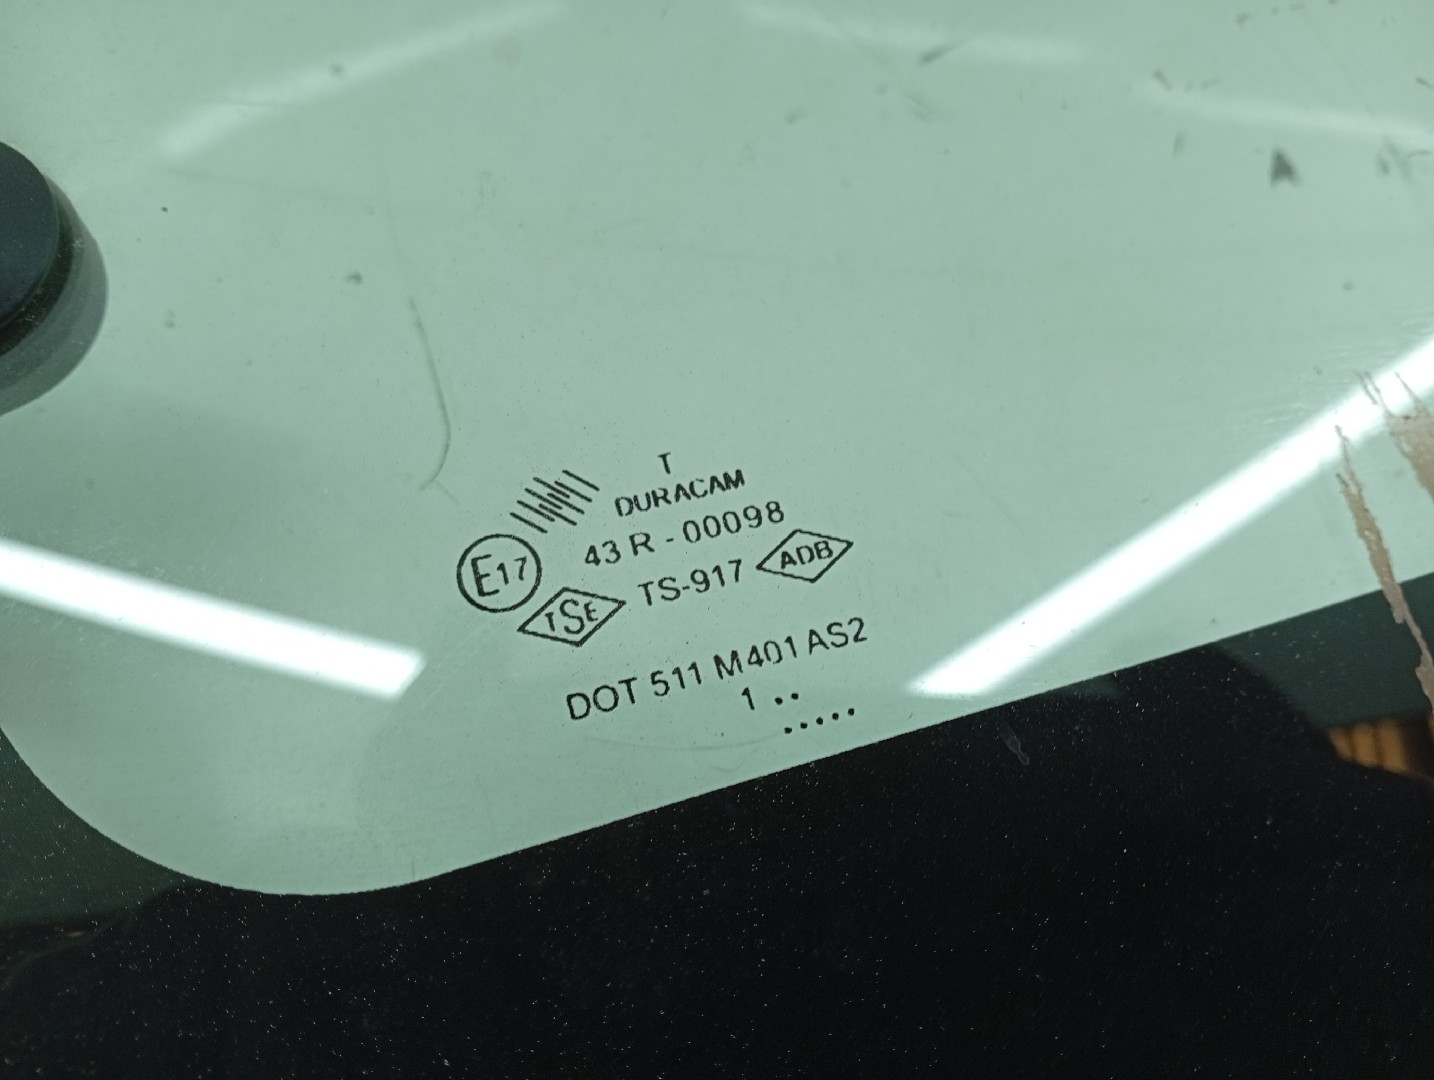 T
DURACAM
43 R - 00098
E17
TSE TS-917 ADB
DOT 511 M401 AS2
1 ..
.....